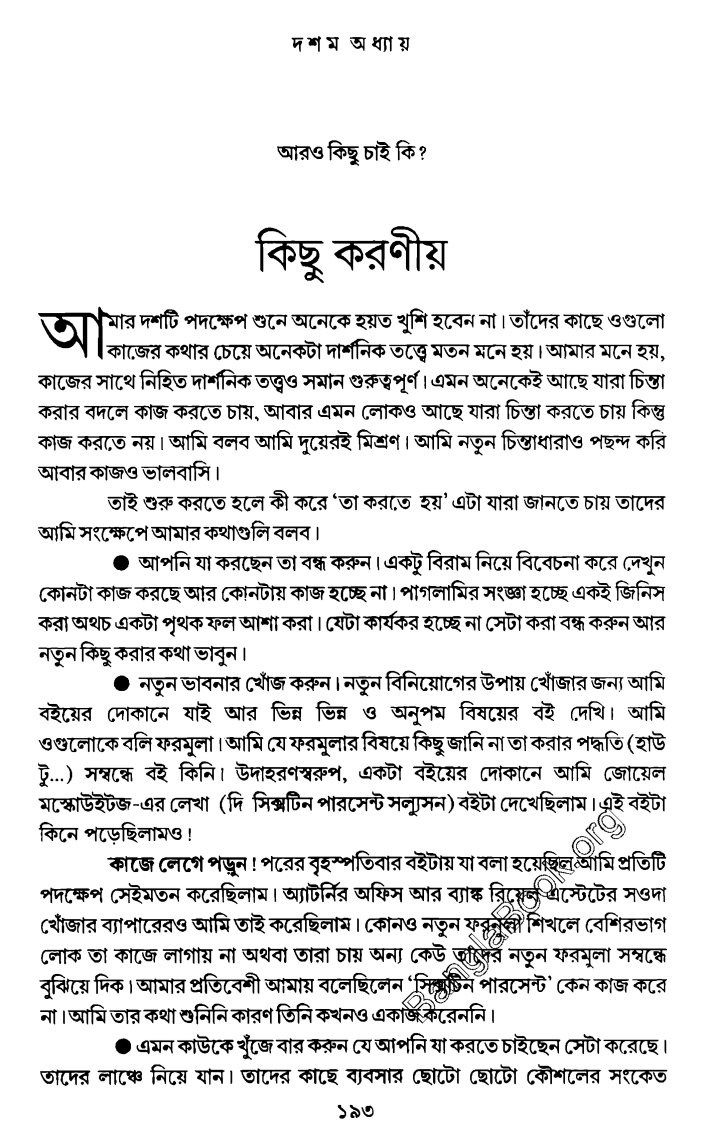 দশম অধ্যায়
আরও কিছু চাই কি?
কিছু করণীয়
আমার দশটি পদক্ষেপ শুনে অনেকে হয়ত খুশি হবেন না। তাঁদের কাছে ওগুলো
কাজের কথার চেয়ে অনেকটা দার্শনিক তত্ত্বে মতন মনে হয়। আমার মনে হয়,
কাজের সাথে নিহিত দার্শনিক তত্ত্বও সমান গুরুত্বপূর্ণ। এমন অনেকেই আছে যারা চিন্তা
করার বদলে কাজ করতে চায়, আবার এমন লোকও আছে যারা চিন্তা করতে চায় কিন্তু
কাজ করতে নয়। আমি বলব আমি দুয়েরই মিশ্রণ। আমি নতুন চিন্তাধারাও পছন্দ করি
আবার কাজও ভালবাসি।
তাই শুরু করতে হলে কী করে ‘তা করতে হয়’ এটা যারা জানতে চায় তাদের
আমি সংক্ষেপে আমার কথাগুলি বলব।
● আপনি যা করছেন তা বন্ধ করুন। একটু বিরাম নিয়ে বিবেচনা করে দেখুন
কোনটা কাজ করছে আর কোনটায় কাজ হচ্ছে না। পাগলামির সংজ্ঞা হচ্ছে একই জিনিস
করা অথচ একটা পৃথক ফল আশা করা। যেটা কার্যকর হচ্ছে না সেটা করা বন্ধ করুন আর
নতুন কিছু করার কথা ভাবুন।
● নতুন ভাবনার খোঁজ করুন। নতুন বিনিয়োগের উপায় খোঁজার জন্য আমি
বইয়ের দোকানে যাই আর ভিন্ন ভিন্ন ও অনুপম বিষয়ের বই দেখি। আমি
ওগুলোকে বলি ফরমুলা। আমি যে ফরমুলার বিষয়ে কিছু জানি না তা করার পদ্ধতি (হাউ
টু...) সম্বন্ধে বই কিনি। উদাহরণস্বরুপ, একটা বইয়ের দোকানে আমি জোয়েল
মস্কোউইটজ-এর লেখা (দি সিক্সটিন পারসেন্ট সল্যুসন) বইটা দেখেছিলাম। এই বইটা
কিনে পড়েছিলামও!
কাজে লেগে পড়ুন! পরের বৃহস্পতিবার বইটায় যা বলা হয়েছিল আমি প্রতিটি
পদক্ষেপ সেইমতন করেছিলাম। অ্যাটর্নির অফিস আর ব্যাঙ্ক রিয়েল এস্টেটের সওদা
খোঁজার ব্যাপারেরও আমি তাই করেছিলাম। কোনও নতুন ফরমুলা শিখলে বেশিরভাগ
লোক তা কাজে লাগায় না অথবা তারা চায় অন্য কেউ তাদের নতুন ফরমুলা সম্বন্ধে
বুঝিয়ে দিক। আমার প্রতিবেশী আমায় বলেছিলেন ‘সিক্সটিন পারসেন্ট’ কেন কাজ করে
না। আমি তার কথা শুনিনি কারণ তিনি কখনও একাজ করেননি।
● এমন কাউকে খুঁজে বার করুন যে আপনি যা করতে চাইছেন সেটা করেছে।
তাদের লাঞ্চে নিয়ে যান। তাদের কাছে ব্যবসার ছোটো ছোটো কৌশলের সংকেত
১৯৩
BanglaBook.org